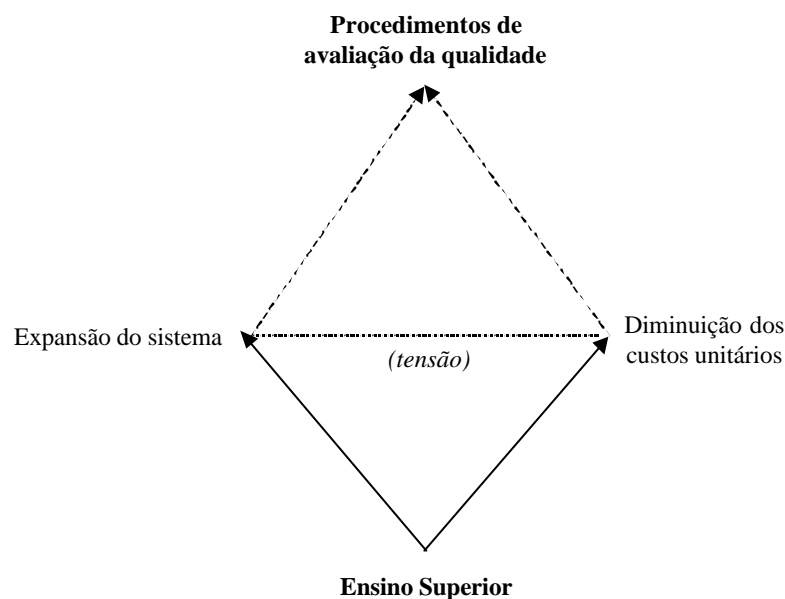 Procedimentos de
avaliação da qualidade
Expansão do sistema
(tensão)
Diminuição dos
custos unitários
Ensino Superior